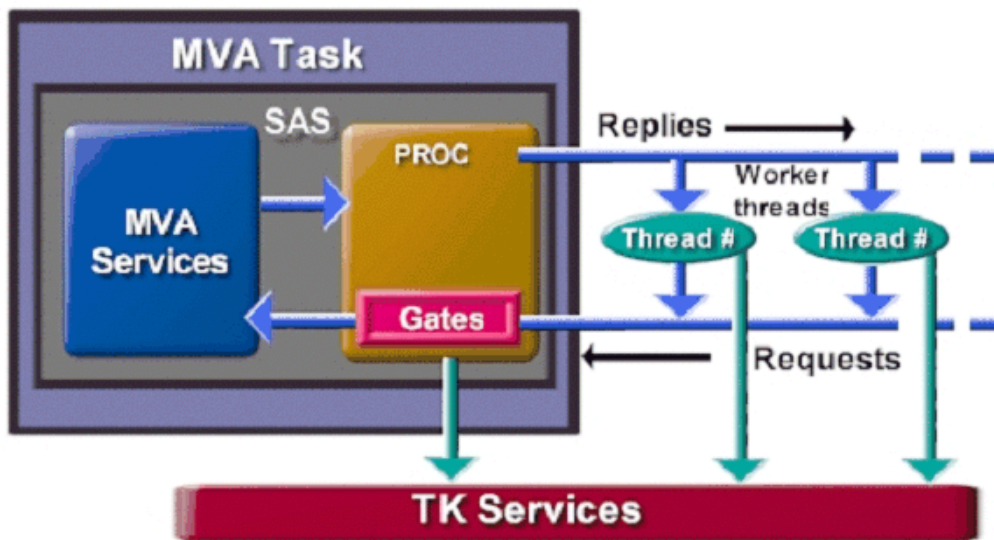 MVA Task
SAS
Replies
PROC
Worker
threads
MVA
Services
Thread #
Thread #
Gates
Requests
TK Services